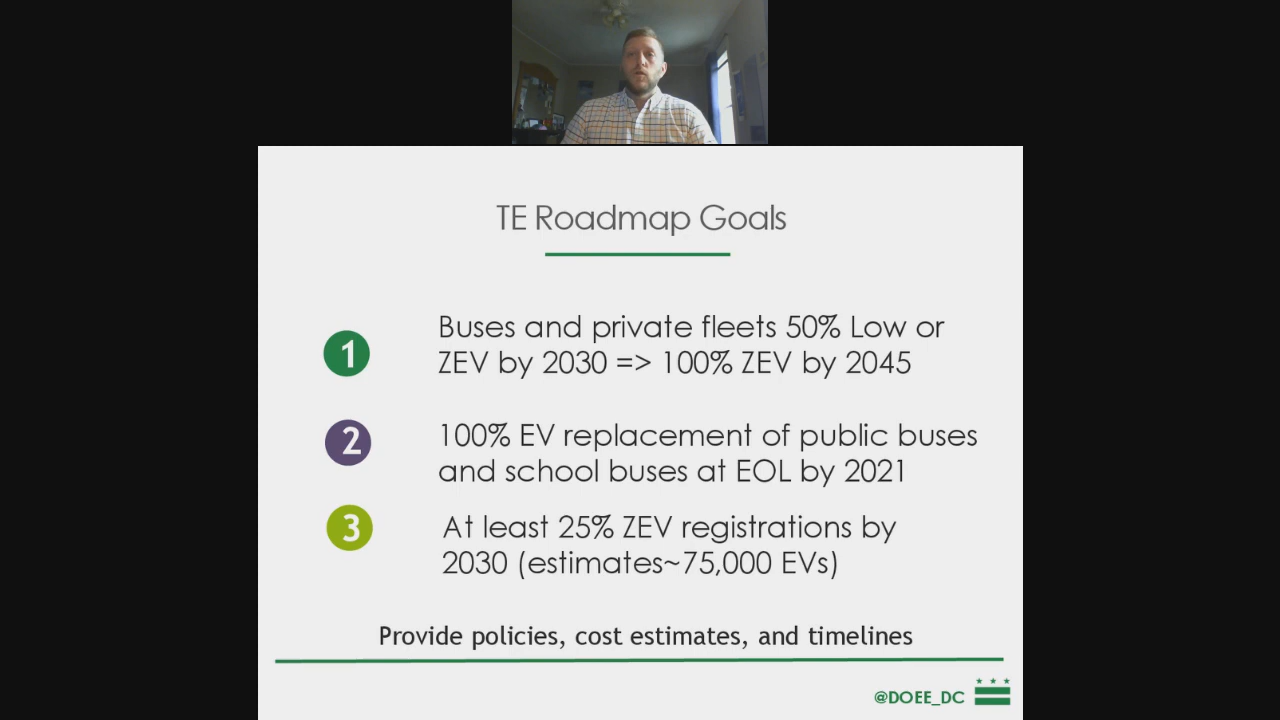 TE Roadmap Goals
1
Buses and private fleets 50% Low or
ZEV by 2030 => 100% ZEV by 2045
2
100% EV replacement of public buses
and school buses at EOL by 2021
3
At least 25% ZEV registrations by
2030 (estimates~75,000 EVs)
Provide policies, cost estimates, and timelines
@DOEE_DC